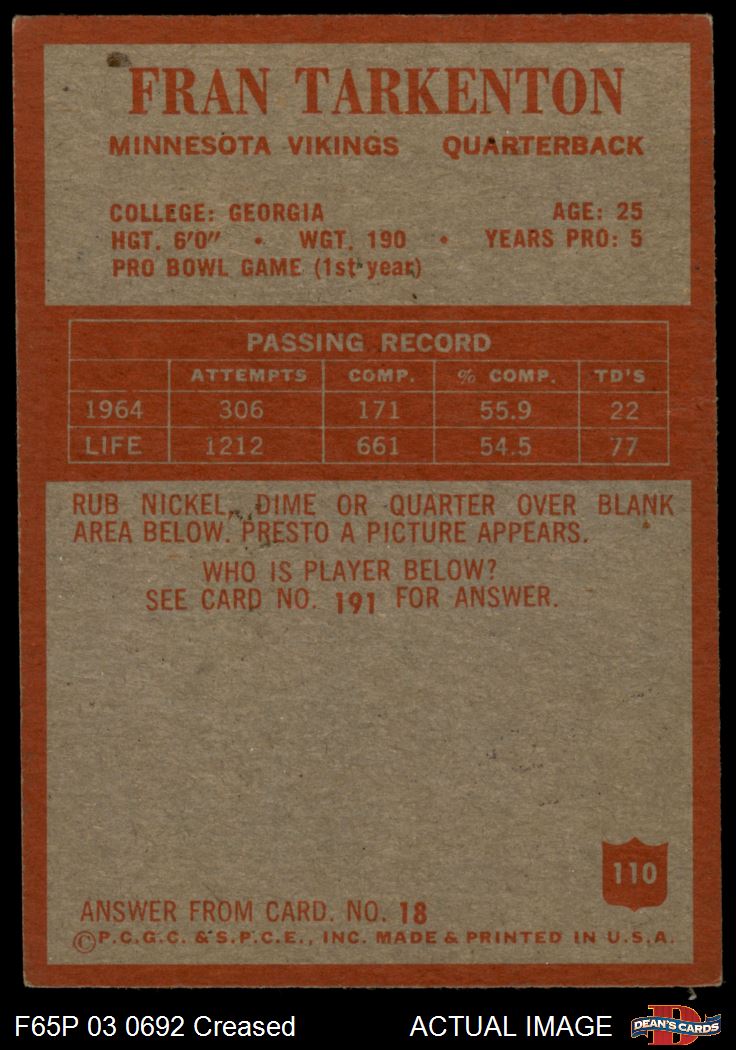 FRAN TARKENTON
MINNESOTA VIKINGS QUARTERBACK
COLLEGE: GEORGIA AGE: 25
HGT. 6'0" • WGT. 190 • YEARS PRO: 5
PRO BOWL GAME (1st year)
PASSING RECORD
ATTEMPTS COMP. % COMP. TD'S
1964 306 171 55.9 22
LIFE 1212 661 54.5 77
RUB NICKEL, DIME OR QUARTER OVER BLANK
AREA BELOW. PRESTO A PICTURE APPEARS.
WHO IS PLAYER BELOW?
SEE CARD NO. 191 FOR ANSWER.
110
ANSWER FROM CARD. NO. 18
©P.C.G.C. & S.P.C.E., INC. MADE & PRINTED IN U.S.A.
F65P 03 0692 Creased ACTUAL IMAGE
D
DEAN'S CARDS